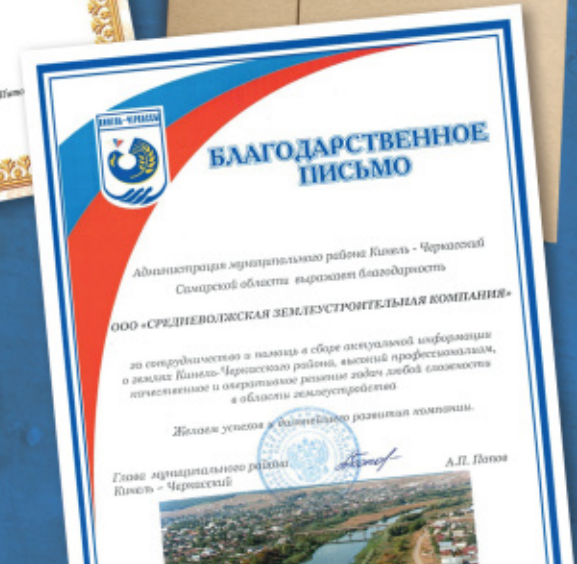 КИНЕЛЬ-ЧЕРКАССЫ
БЛАГОДАРСТВЕННОЕ
ПИСЬМО
Администрация муниципального района Кинель - Черкасский
Самарской области выражает благодарность
ООО «СРЕДНЕВОЛЖСКАЯ ЗЕМЛЕУСТРОИТЕЛЬНАЯ КОМПАНИЯ»
за сотрудничество и помощь в сборе актуальной информации
о землях Кинель-Черкасского района, высокий профессионализм,
качественное и оперативное решение задач любой сложности
в области землеустройства
Желаем успехов и дальнейшего развития компании.
Глава муниципального района
Кинель – Черкасский
А.П. Попов